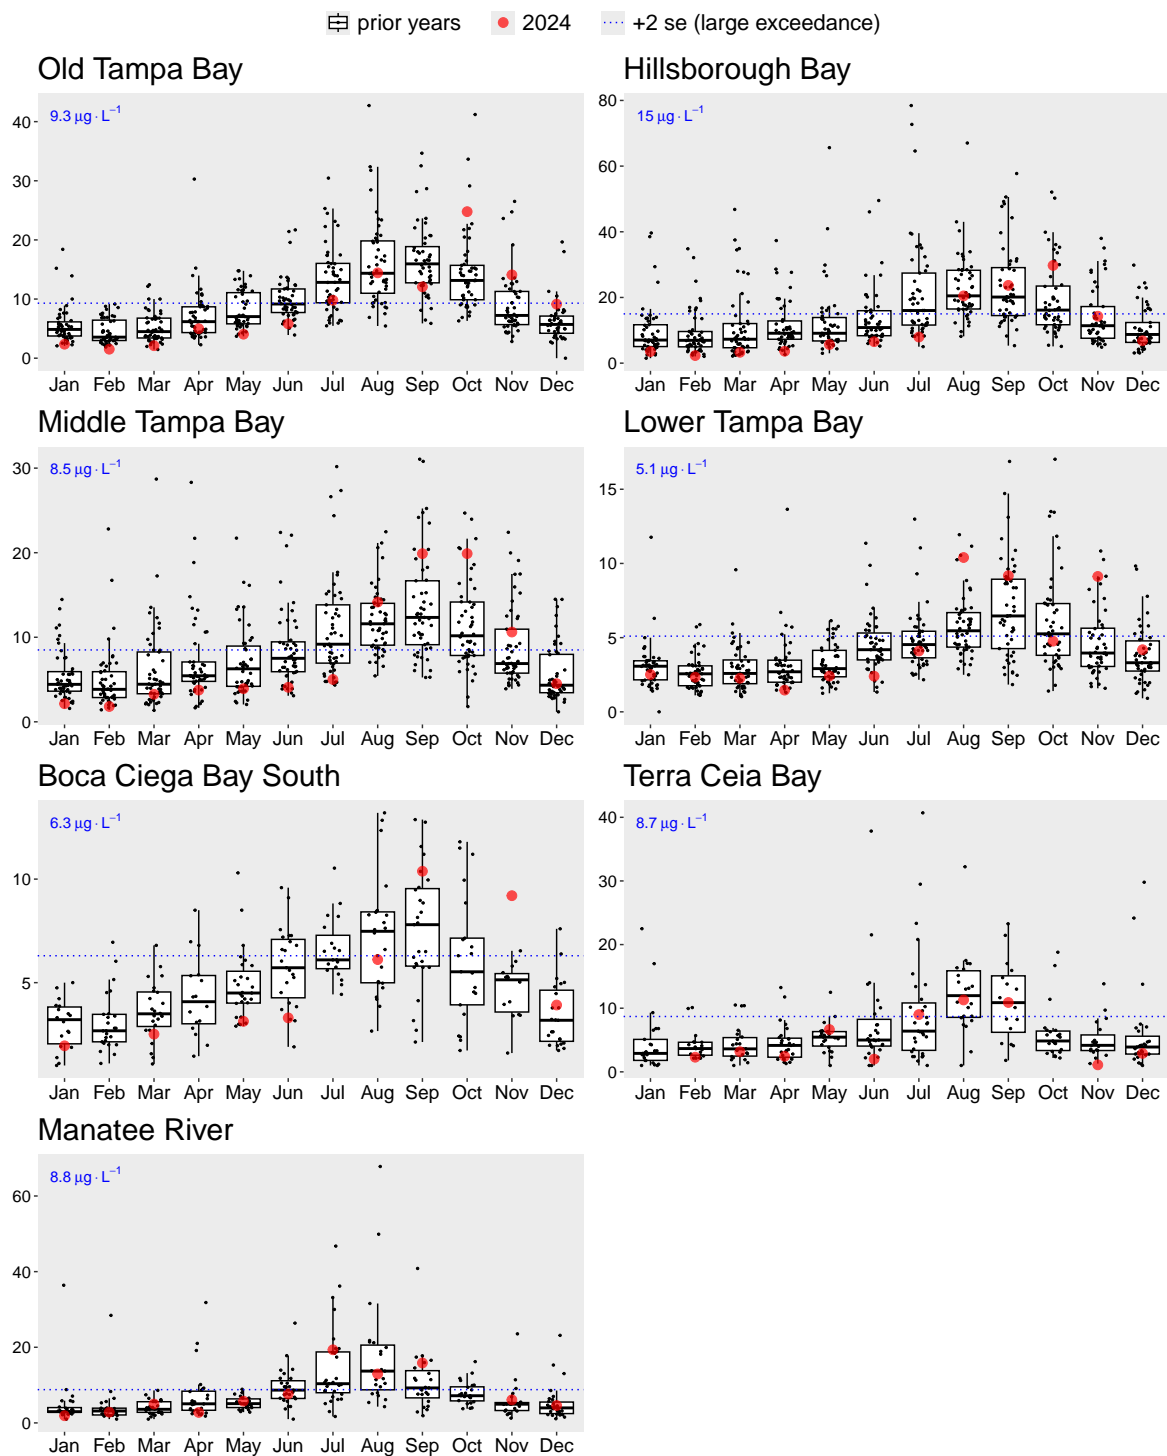 prior years 2024 +2 se (large exceedance)
Old Tampa Bay
9.3 μg · L⁻¹
40
30
20
10
0
Jan Feb Mar Apr May Jun Jul Aug Sep Oct Nov Dec
Hillsborough Bay
15 μg · L⁻¹
80
60
40
20
0
Jan Feb Mar Apr May Jun Jul Aug Sep Oct Nov Dec
Middle Tampa Bay
8.5 μg · L⁻¹
30
20
10
0
Jan Feb Mar Apr May Jun Jul Aug Sep Oct Nov Dec
Lower Tampa Bay
5.1 μg · L⁻¹
15
10
5
0
Jan Feb Mar Apr May Jun Jul Aug Sep Oct Nov Dec
Boca Ciega Bay South
6.3 μg · L⁻¹
10
5
Jan Feb Mar Apr May Jun Jul Aug Sep Oct Nov Dec
Terra Ceia Bay
8.7 μg · L⁻¹
40
30
20
10
0
Jan Feb Mar Apr May Jun Jul Aug Sep Oct Nov Dec
Manatee River
8.8 μg · L⁻¹
60
40
20
0
Jan Feb Mar Apr May Jun Jul Aug Sep Oct Nov Dec